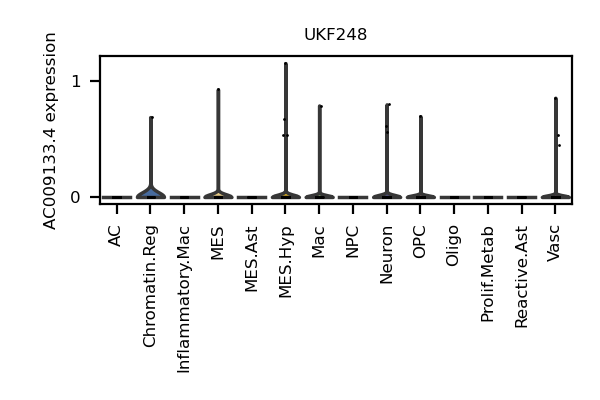 UKF248
AC009133.4 expression
1
0
AC
Chromatin.Reg
Inflammatory.Mac
MES
MES.Ast
MES.Hyp
Mac
NPC
Neuron
OPC
Oligo
Prolif.Metab
Reactive.Ast
Vasc